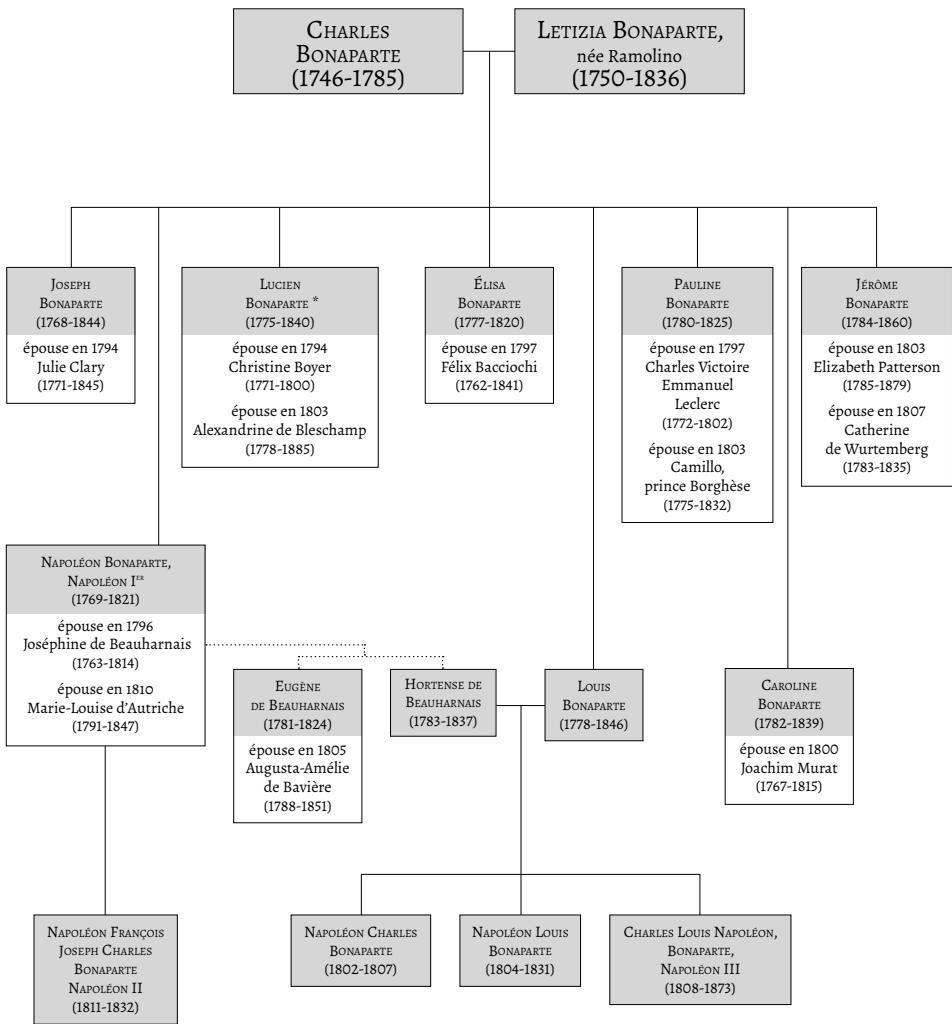 Charles
Bonaparte
(1746-1785)
Letizia Bonaparte,
née Ramolino
(1750-1836)
Joseph
Bonaparte
(1768-1844)
épouse en 1794
Julie Clary
(1771-1845)
Lucien
Bonaparte *
(1775-1840)
épouse en 1794
Christine Boyer
(1771-1800)
épouse en 1803
Alexandrine de Bleschamp
(1778-1885)
Élisa
Bonaparte
(1777-1820)
épouse en 1797
Félix Bacciochi
(1762-1841)
Pauline
Bonaparte
(1780-1825)
épouse en 1797
Charles Victoire
Emmanuel
Leclerc
(1772-1802)
épouse en 1803
Camillo,
prince Borghèse
(1775-1832)
Jérôme
Bonaparte
(1784-1860)
épouse en 1803
Elizabeth Patterson
(1785-1879)
épouse en 1807
Catherine
de Wurtemberg
(1783-1835)
Napoléon Bonaparte,
Napoléon Ier
(1769-1821)
épouse en 1796
Joséphine de Beauharnais
(1763-1814)
épouse en 1810
Marie-Louise d'Autriche
(1791-1847)
Eugène
de Beauharnais
(1781-1824)
épouse en 1805
Augusta-Amélie
de Bavière
(1788-1851)
Hortense de
Beauharnais
(1783-1837)
Louis
Bonaparte
(1778-1846)
Caroline
Bonaparte
(1782-1839)
épouse en 1800
Joachim Murat
(1767-1815)
Napoléon François
Joseph Charles
Bonaparte
Napoléon II
(1811-1832)
Napoléon Charles
Bonaparte
(1802-1807)
Napoléon Louis
Bonaparte
(1804-1831)
Charles Louis Napoléon,
Bonaparte,
Napoléon III
(1808-1873)